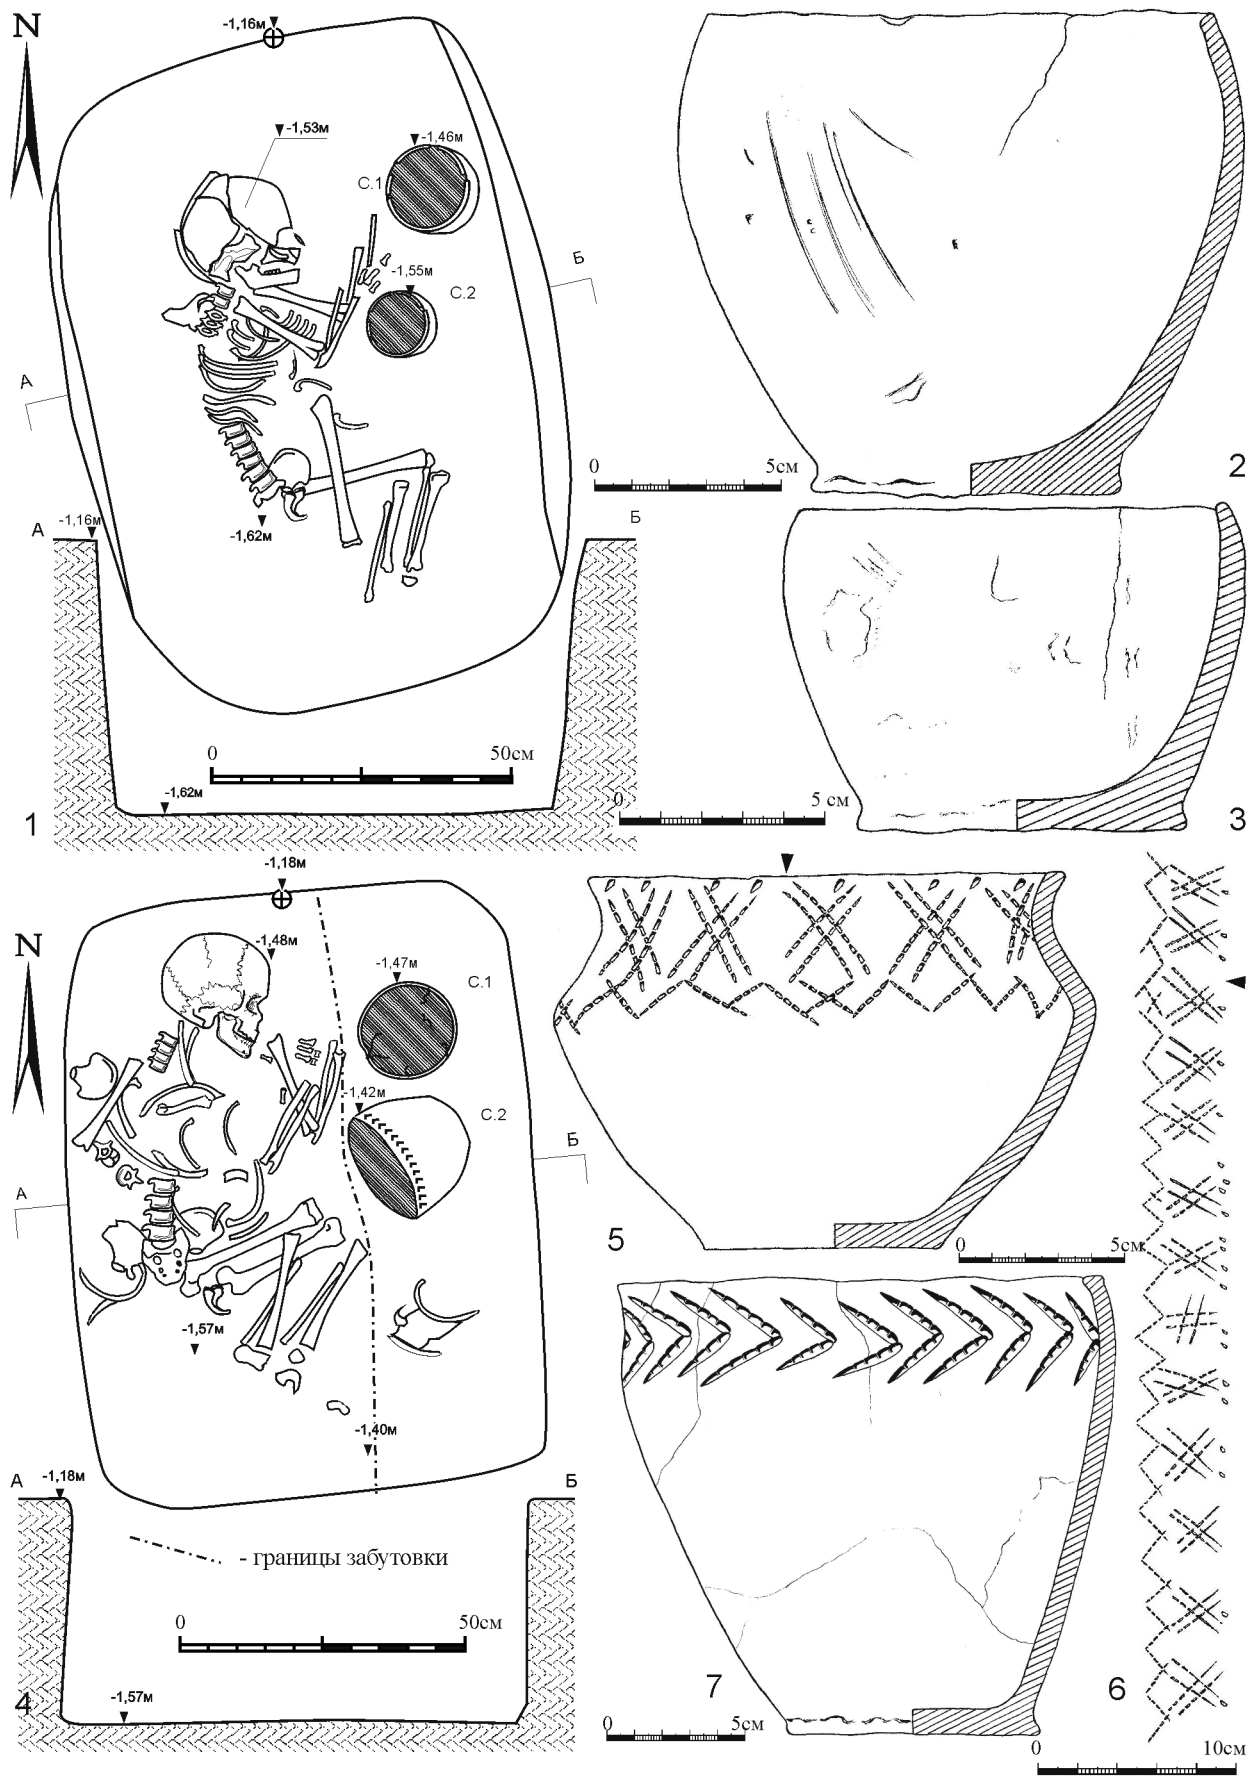 N
-1,16м
-1,53м
-1,46м
С.1
-1,55м
С.2
Б
А
-1,62м
А
-1,16м
Б
0 50см
-1,62м
1
0 5см
2
0 5 см
3
-1,18м
N
-1,48м
-1,47м
С.1
-1,42м
С.2
Б
А
-1,57м
-1,40м
А
-1,18м
Б
- границы забутовки
0 50см
-1,57м
4
5
0 5см
7
0 5см
6
0 10см